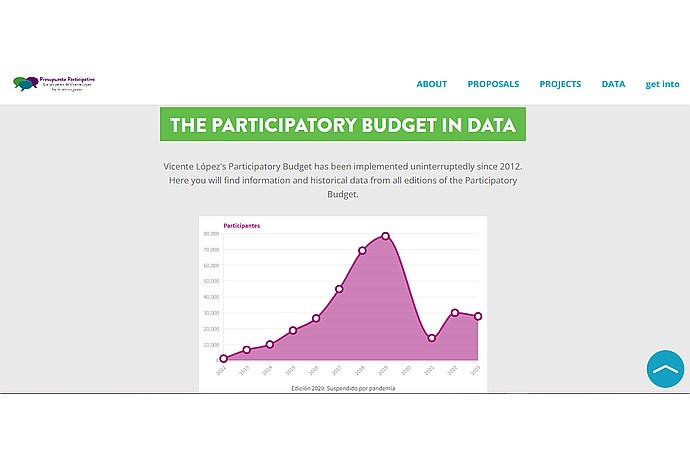 Presupuesto Participativo
ABOUT PROPOSALS PROJECTS DATA get into
THE PARTICIPATORY BUDGET IN DATA
Vicente López's Participatory Budget has been implemented uninterruptedly since 2012.
Here you will find information and historical data from all editions of the Participatory
Budget.
Participantes
80,000
70,000
60,000
50,000
40,000
30,000
20,000
10,000
0
2013 2014 2015 2016 2017 2018 2019 2020 2021 2022 2023
Edición 2020: Suspendido por pandemia